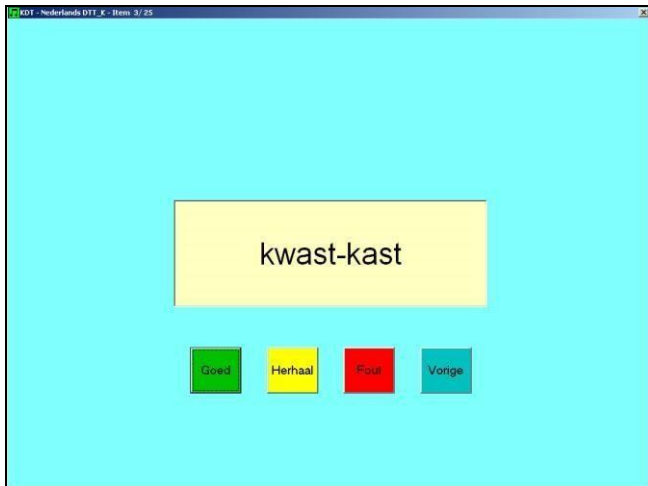 KDT - Nederlands DTT_K - Item 3/25
kwast-kast
Goed Herhaal Fout Vorige